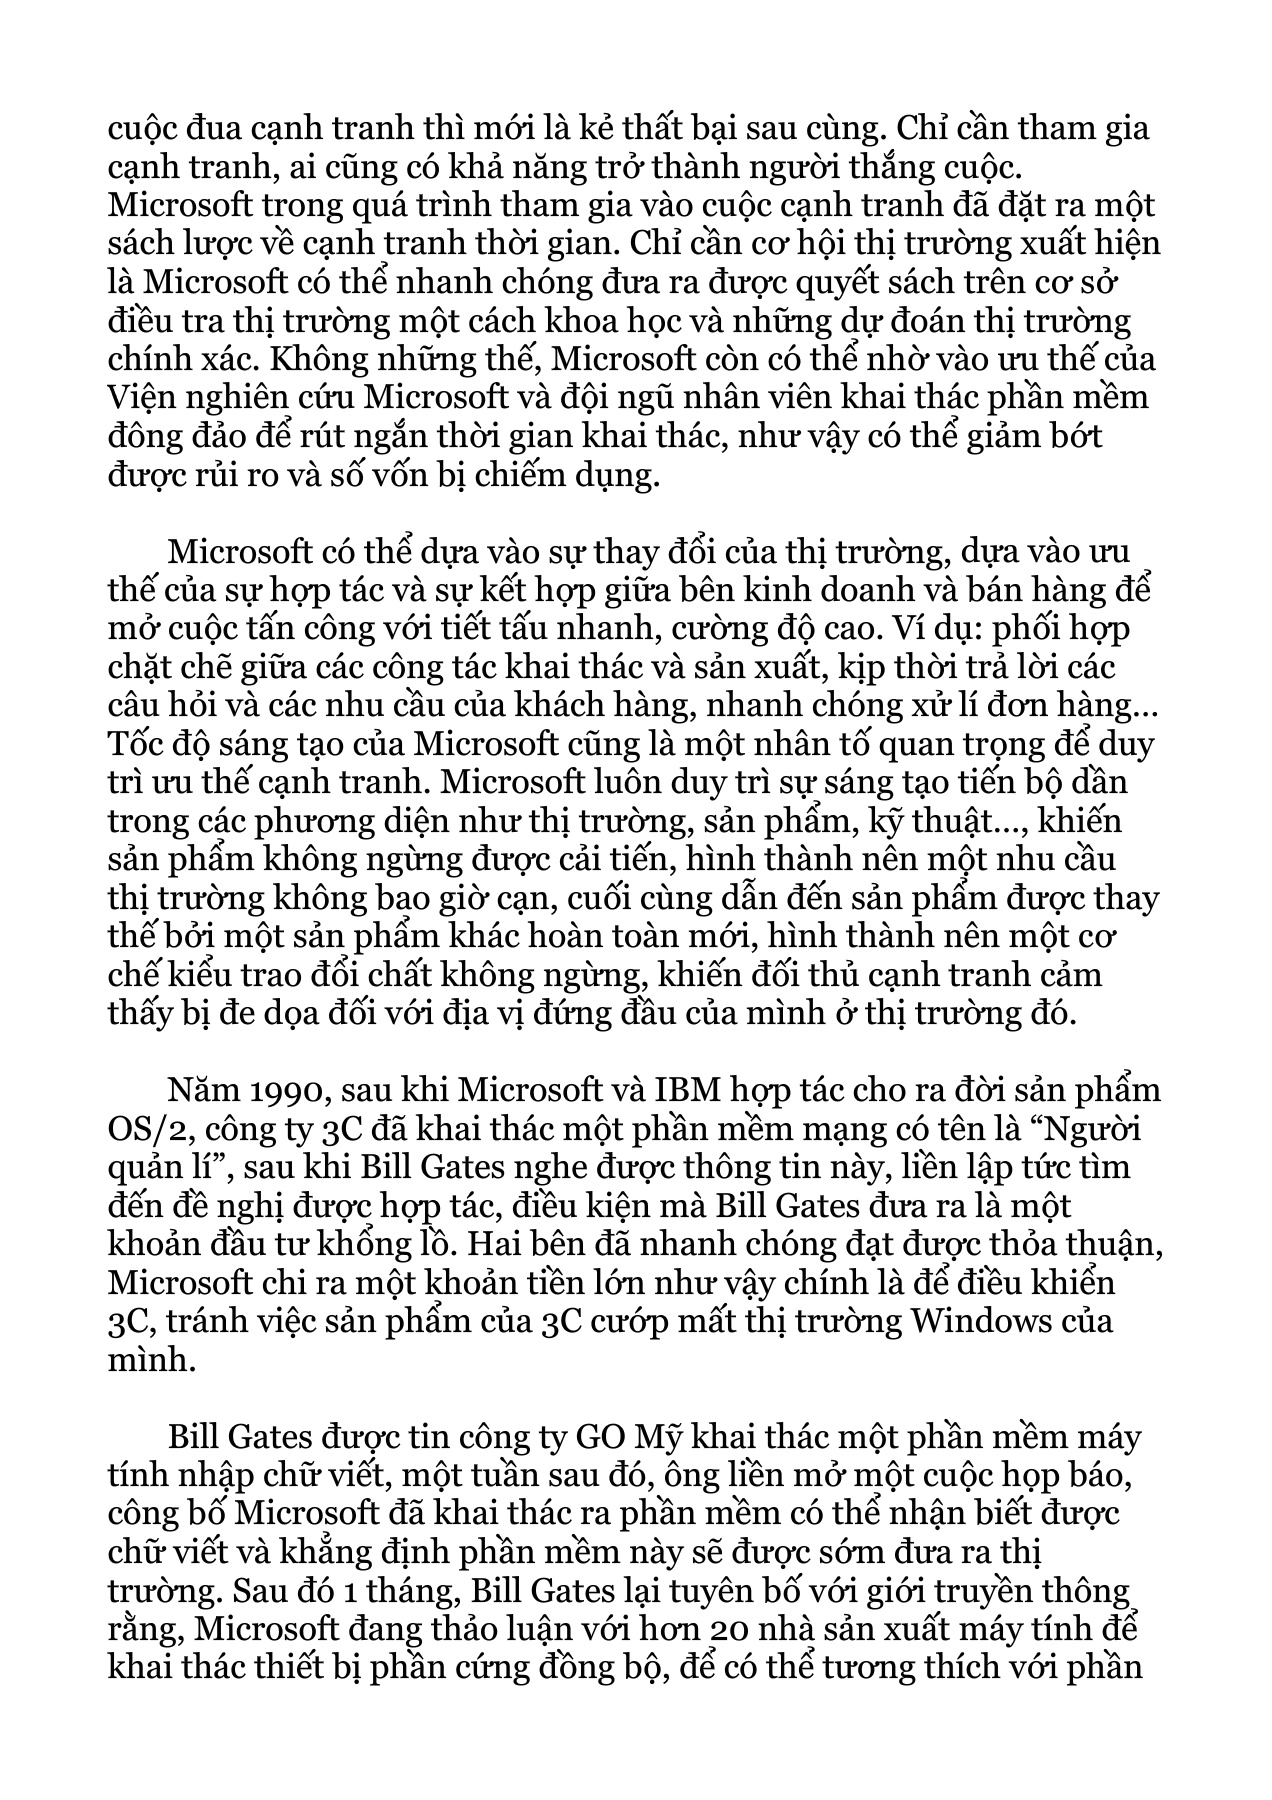 cuộc đua cạnh tranh thì mới là kẻ thất bại sau cùng. Chỉ cần tham gia
cạnh tranh, ai cũng có khả năng trở thành người thắng cuộc.
Microsoft trong quá trình tham gia vào cuộc cạnh tranh đã đặt ra một
sách lược về cạnh tranh thời gian. Chỉ cần cơ hội thị trường xuất hiện
là Microsoft có thể nhanh chóng đưa ra được quyết sách trên cơ sở
điều tra thị trường một cách khoa học và những dự đoán thị trường
chính xác. Không những thế, Microsoft còn có thể nhờ vào ưu thế của
Viện nghiên cứu Microsoft và đội ngũ nhân viên khai thác phần mềm
đông đảo để rút ngắn thời gian khai thác, như vậy có thể giảm bớt
được rủi ro và số vốn bị chiếm dụng.
Microsoft có thể dựa vào sự thay đổi của thị trường, dựa vào ưu
thế của sự hợp tác và sự kết hợp giữa bên kinh doanh và bán hàng để
mở cuộc tấn công với tiết tấu nhanh, cường độ cao. Ví dụ: phối hợp
chặt chẽ giữa các công tác khai thác và sản xuất, kịp thời trả lời các
câu hỏi và các nhu cầu của khách hàng, nhanh chóng xử lí đơn hàng...
Tốc độ sáng tạo của Microsoft cũng là một nhân tố quan trọng để duy
trì ưu thế cạnh tranh. Microsoft luôn duy trì sự sáng tạo tiến bộ dần
trong các phương diện như thị trường, sản phẩm, kỹ thuật..., khiến
sản phẩm không ngừng được cải tiến, hình thành nên một nhu cầu
thị trường không bao giờ cạn, cuối cùng dẫn đến sản phẩm được thay
thế bởi một sản phẩm khác hoàn toàn mới, hình thành nên một cơ
chế kiểu trao đổi chất không ngừng, khiến đối thủ cạnh tranh cảm
thấy bị đe dọa đối với địa vị đứng đầu của mình ở thị trường đó.
Năm 1990, sau khi Microsoft và IBM hợp tác cho ra đời sản phẩm
OS/2, công ty 3C đã khai thác một phần mềm mạng có tên là “Người
quản lí”, sau khi Bill Gates nghe được thông tin này, liền lập tức tìm
đến đề nghị được hợp tác, điều kiện mà Bill Gates đưa ra là một
khoản đầu tư khổng lồ. Hai bên đã nhanh chóng đạt được thỏa thuận,
Microsoft chi ra một khoản tiền lớn như vậy chính là để điều khiển
3C, tránh việc sản phẩm của 3C cướp mất thị trường Windows của
mình.
Bill Gates được tin công ty GO Mỹ khai thác một phần mềm máy
tính nhập chữ viết, một tuần sau đó, ông liền mở một cuộc họp báo,
công bố Microsoft đã khai thác ra phần mềm có thể nhận biết được
chữ viết và khẳng định phần mềm này sẽ được sớm đưa ra thị
trường. Sau đó 1 tháng, Bill Gates lại tuyên bố với giới truyền thông
rằng, Microsoft đang thảo luận với hơn 20 nhà sản xuất máy tính để
khai thác thiết bị phần cứng đồng bộ, để có thể tương thích với phần